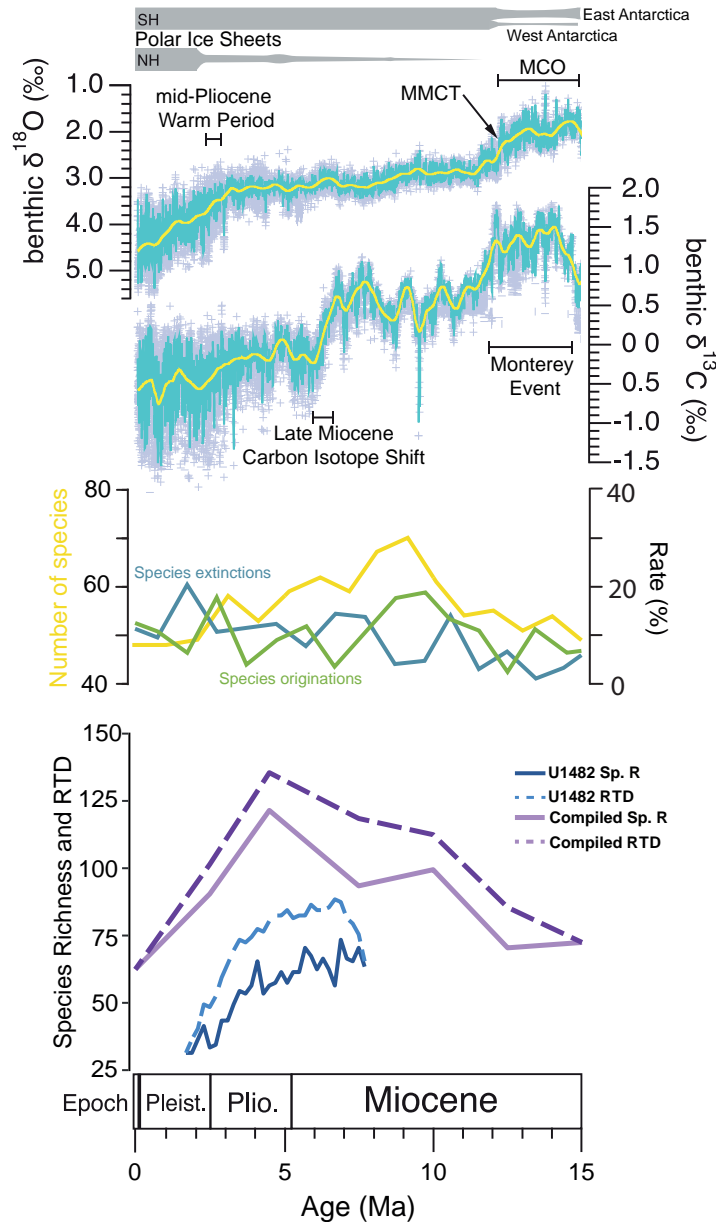 SH
East Antarctica
West Antarctica
Polar Ice Sheets
NH
MCO
MMCT
mid-Pliocene
Warm Period
benthic δ18O (‰)
1.0
2.0
3.0
4.0
5.0
2.0
1.5
1.0
0.5
0 0
-0.5
-1.0
-1.5
benthic δ13C (‰)
Monterey
Event
Late Miocene
Carbon Isotope Shift
Number of species
80
60
40
Species extinctions
Species originations
40
20
0
Rate (%)
Species Richness and RTD
150
125
100
75
50
25
U1482 Sp. R
U1482 RTD
Compiled Sp. R
Compiled RTD
Epoch
Pleist.
Plio.
Miocene
0
5
10
15
Age (Ma)